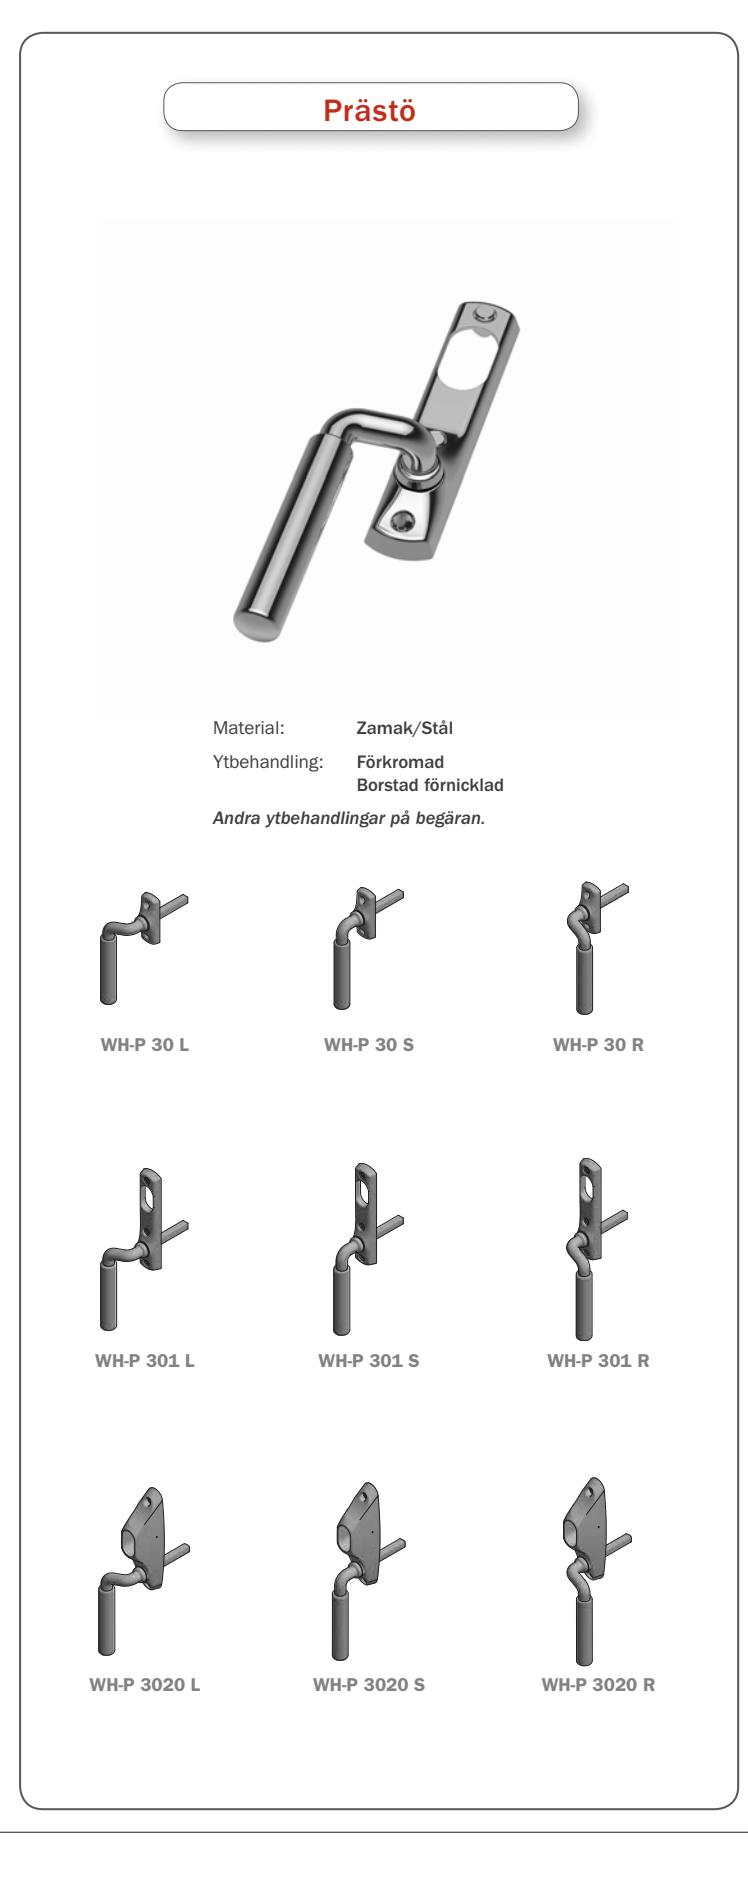 Prästö
Material: Zamak/Stål
Ytbehandling: Förkromad
Borstad förnicklad
Andra ytbehandlingar på begäran.
WH-P 30 L WH-P 30 S WH-P 30 R
WH-P 301 L WH-P 301 S WH-P 301 R
WH-P 3020 L WH-P 3020 S WH-P 3020 R